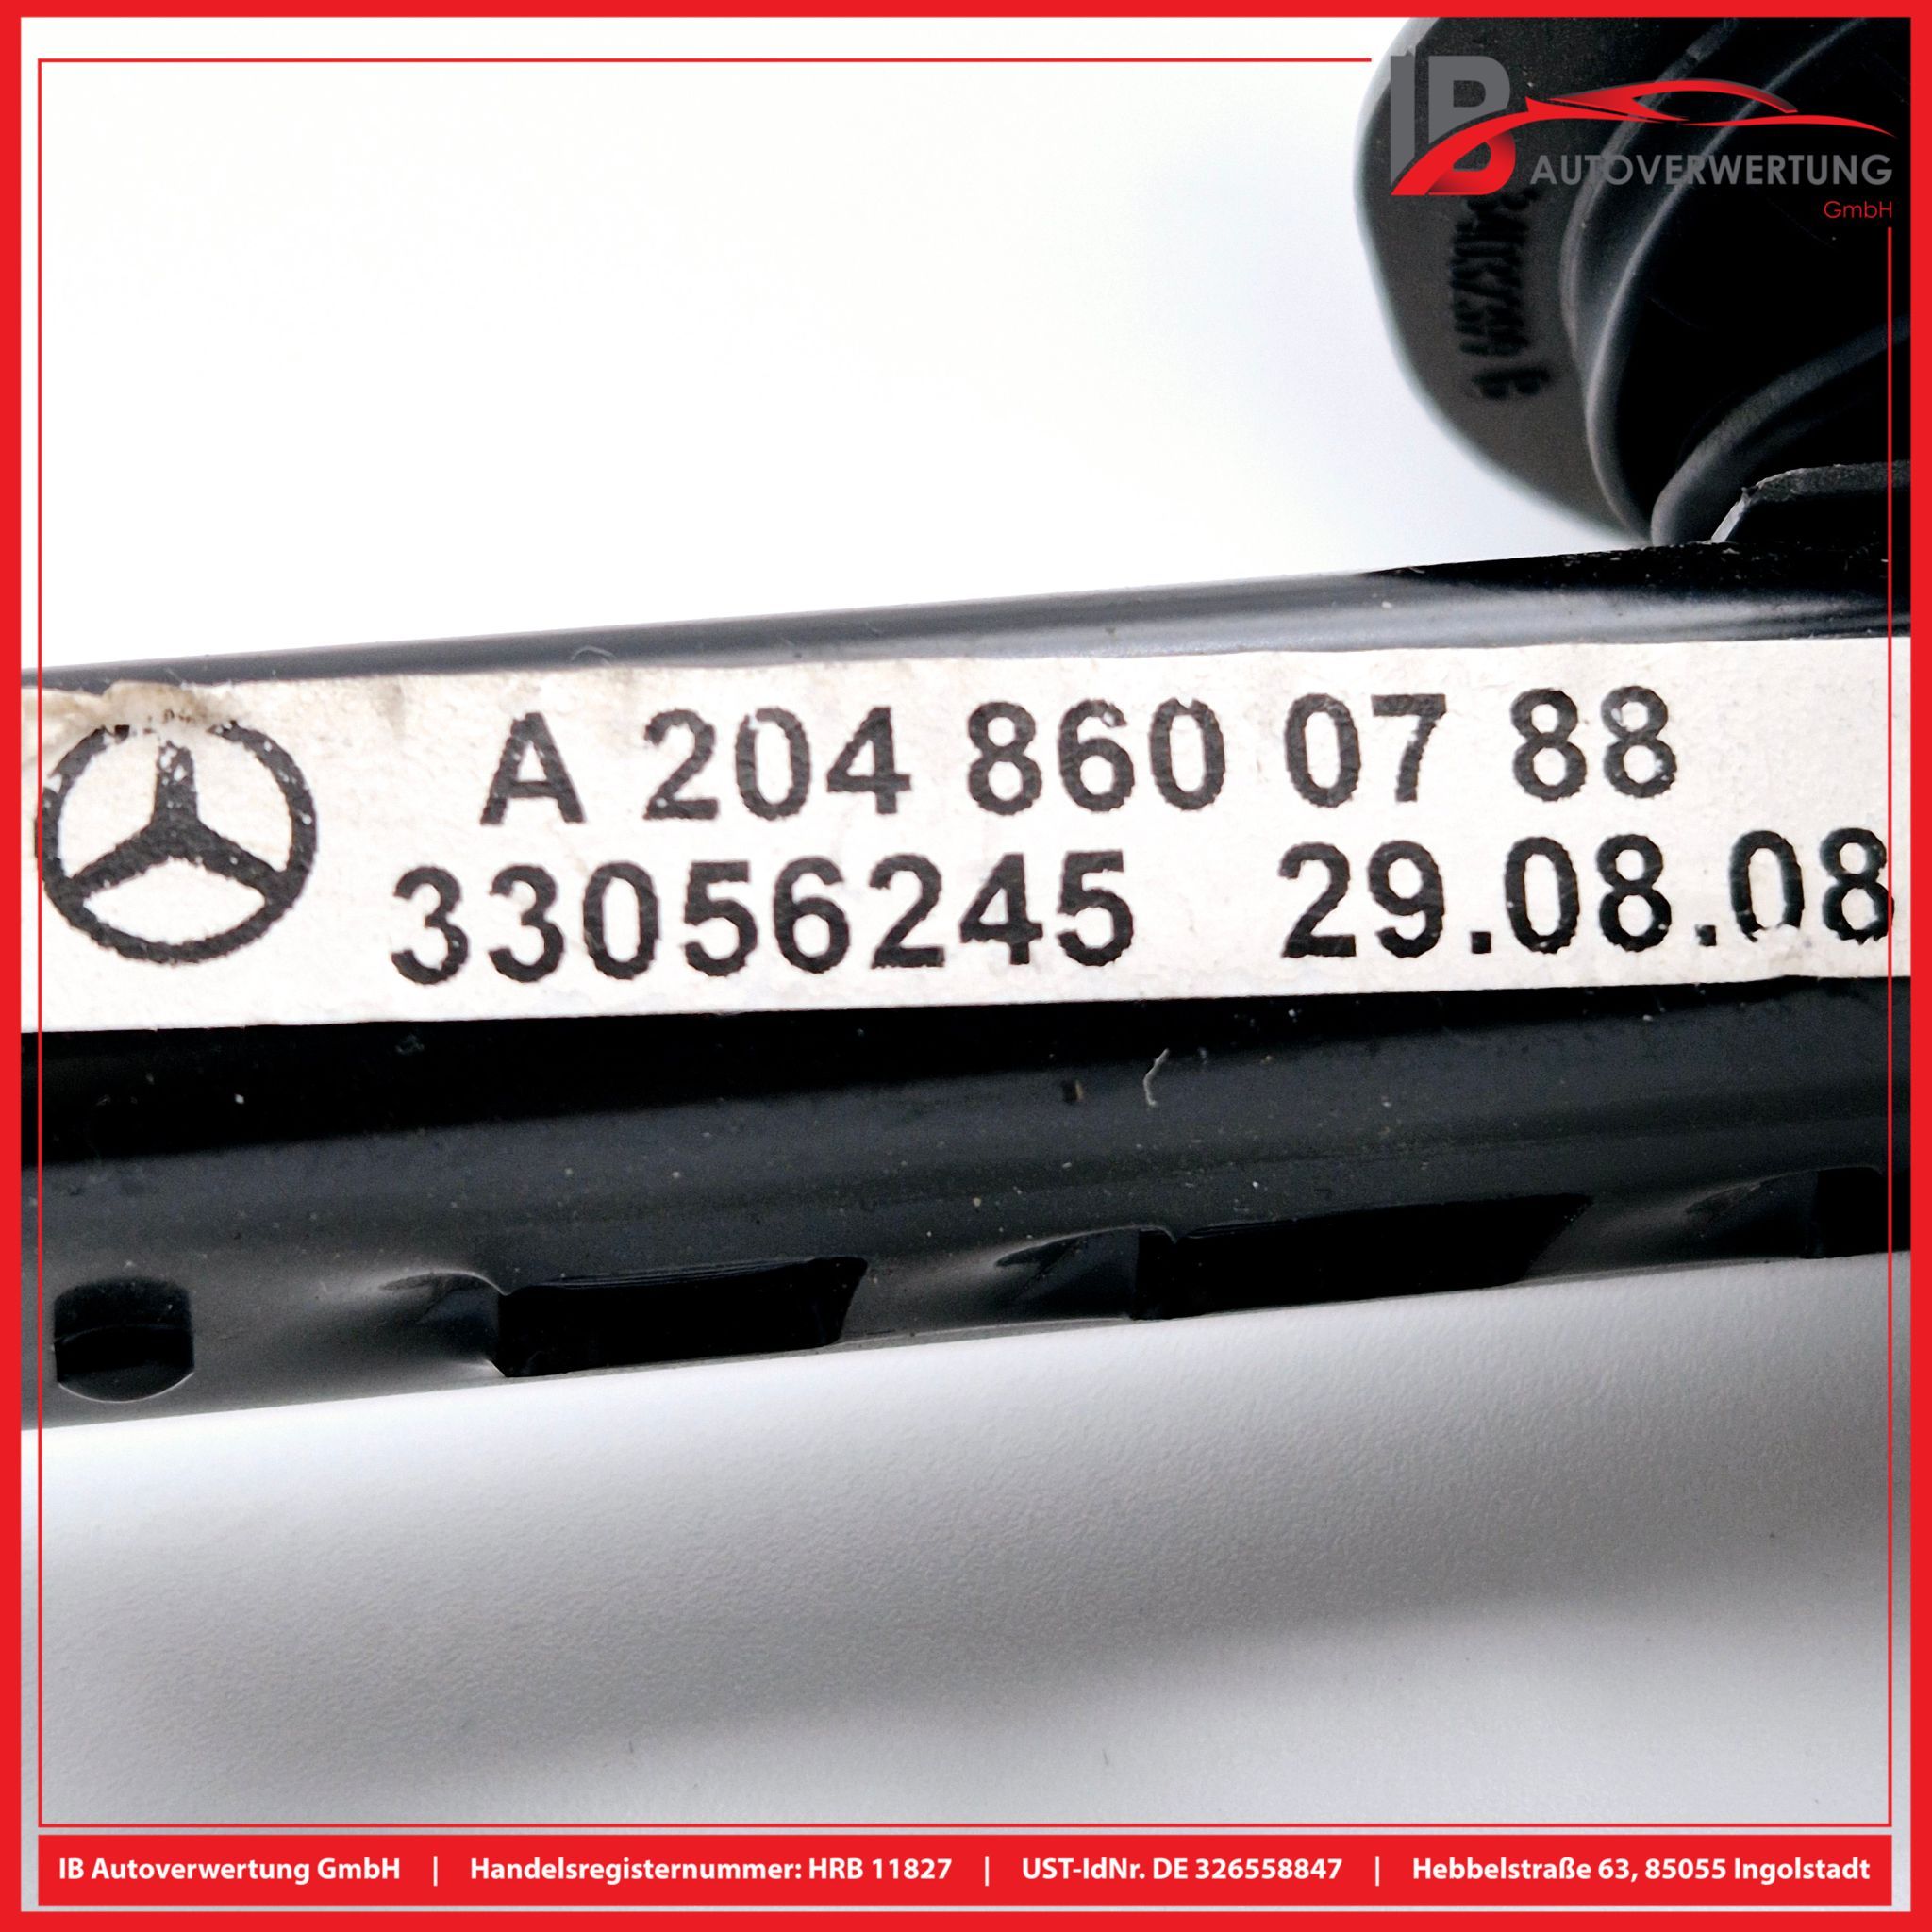 IB
AUTOVERWERTUNG
GmbH
A 204 860 07 88
33056245 29.08.08
IB Autoverwertung GmbH | Handelsregisternummer: HRB 11827 | UST-IdNr. DE 326558847 | Hebbelstraße 63, 85055 Ingolstadt